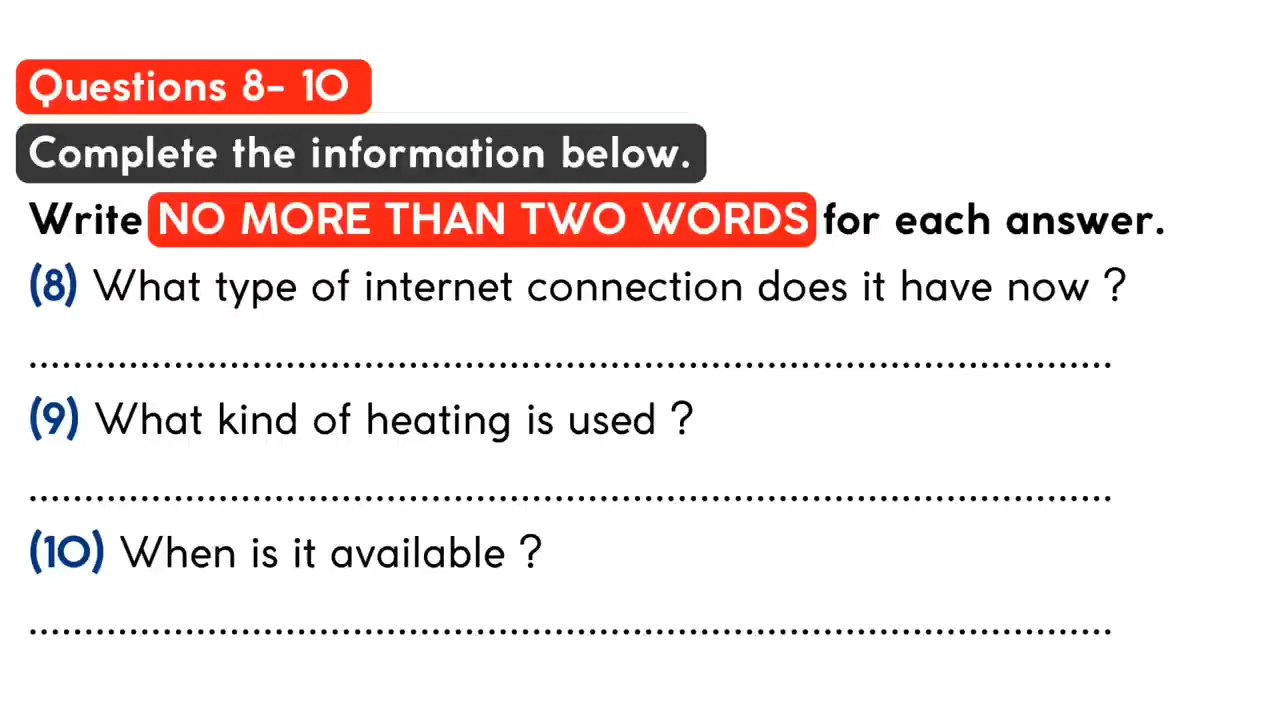 Questions 8- 10
Complete the information below.
Write NO MORE THAN TWO WORDS for each answer.
(8) What type of internet connection does it have now ?
........................................................................................................
(9) What kind of heating is used ?
........................................................................................................
(10) When is it available ?
........................................................................................................